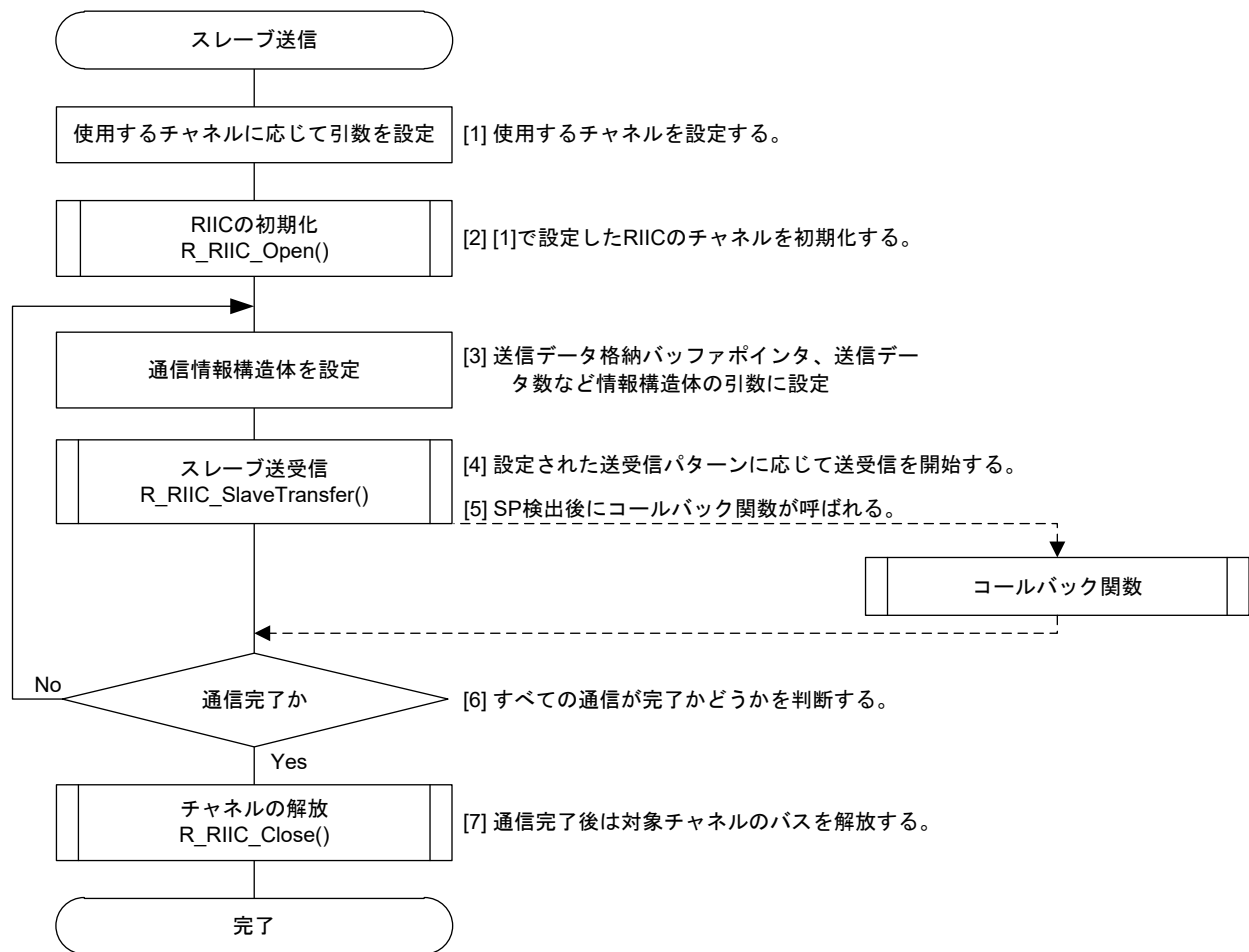 スレーブ送信
使用するチャネルに応じて引数を設定
[1] 使用するチャネルを設定する。
RIICの初期化
R_RIIC_Open()
[2] [1]で設定したRIICのチャネルを初期化する。
通信情報構造体を設定
[3] 送信データ格納バッファポインタ、送信デー
タ数など情報構造体の引数に設定
スレーブ送受信
R_RIIC_SlaveTransfer()
[4] 設定された送受信パターンに応じて送受信を開始する。
[5] SP検出後にコールバック関数が呼ばれる。
コールバック関数
No
通信完了か
[6] すべての通信が完了かどうかを判断する。
Yes
チャネルの解放
R_RIIC_Close()
[7] 通信完了後は対象チャネルのバスを解放する。
完了